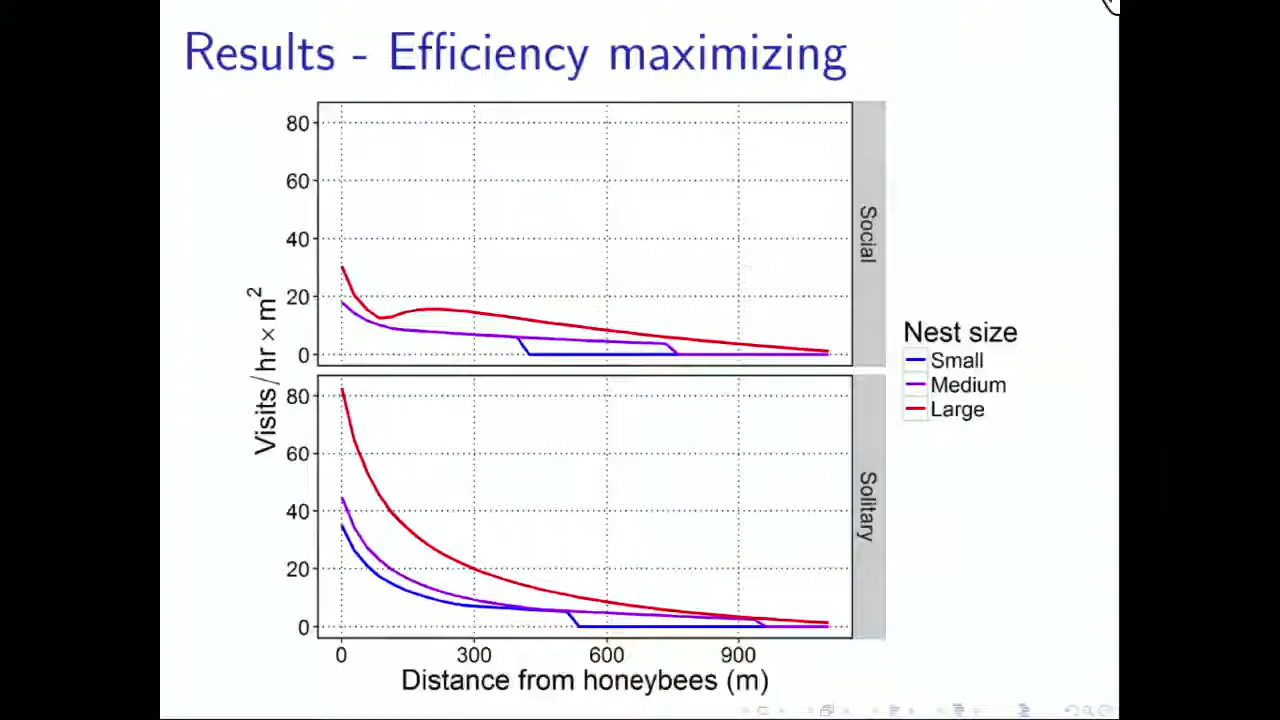 Results - Efficiency maximizing
80
60
40
20
0
Social
80
60
40
20
0
Solitary
Visits/hr × m²
0 300 600 900
Distance from honeybees (m)
Nest size
Small
Medium
Large